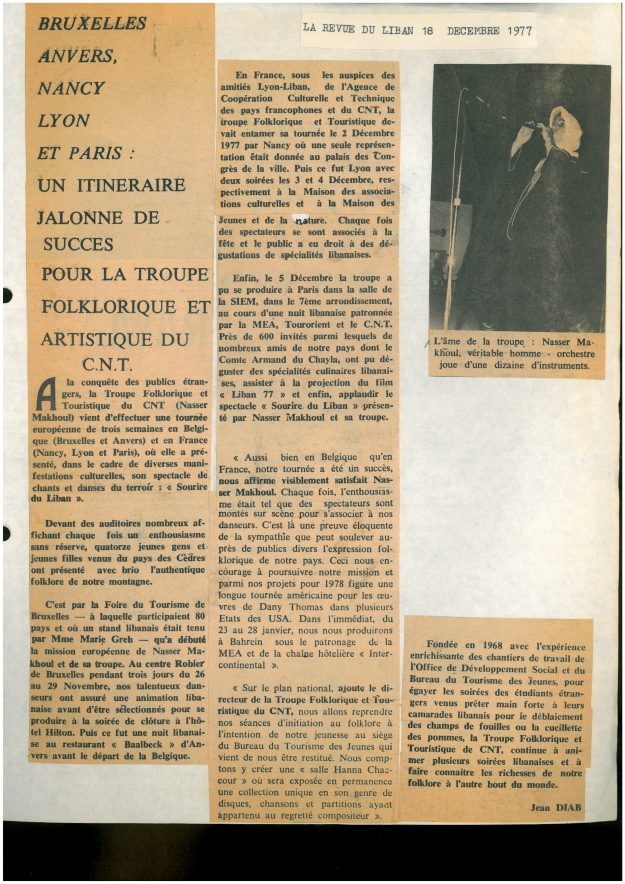 LA REVUE DU LIBAN 18 DECEMBRE 1977
BRUXELLES
ANVERS,
NANCY
LYON
ET PARIS :
UN ITINERAIRE
JALONNE DE
SUCCES
POUR LA TROUPE
FOLKLORIQUE ET
ARTISTIQUE DU
C.N.T.
A la conquête des publics étran-
gers, la Troupe Folklorique et
Touristique du CNT (Nasser
Makhoul) vient d'effectuer une tournée
européenne de trois semaines en Belgi-
que (Bruxelles et Anvers) et en France
(Nancy, Lyon et Paris), où elle a pré-
senté, dans le cadre de diverses mani-
festations culturelles, son spectacle de
chants et danses du terroir : « Sourire
du Liban ».
Devant des auditoires nombreux af-
fichant chaque fois un enthousiasme
sans réserve, quatorze jeunes gens et
jeunes filles venus du pays des Cèdres
ont présenté avec brio l'authentique
folklore de notre montagne.
C'est par la Foire du Tourisme de
Bruxelles — à laquelle participaient 80
pays et où un stand libanais était tenu
par Mme Marie Greh — qu'a débuté
la mission européenne de Nasser Ma-
khoul et de sa troupe. Au centre Robier
de Bruxelles pendant trois jours du 26
au 29 Novembre, nos talentueux dan-
seurs ont assuré une animation liba-
naise avant d'être sélectionnés pour se
produire à la soirée de clôture à l'hô-
tel Hilton. Puis ce fut une nuit libanai-
se au restaurant « Baalbeck » d'An-
vers avant le départ de la Belgique.
En France, sous les auspices des
amitiés Lyon-Liban, de l'Agence de
Coopération Culturelle et Technique
des pays francophones et du CNT, la
troupe Folklorique et Touristique de-
vait entamer sa tournée le 2 Décembre
1977 par Nancy où une seule représen-
tation était donnée au palais des Con-
grès de la ville. Puis ce fut Lyon avec
deux soirées les 3 et 4 Décembre, res-
pectivement à la Maison des associa-
tions culturelles et à la Maison des
Jeunes et de la nature. Chaque fois
des spectateurs se sont associés à la
fête et le public a eu droit à des dé-
gustations de spécialités libanaises.
Enfin, le 5 Décembre la troupe a
pu se produire à Paris dans la salle de
la SIEM, dans le 7ème arrondissement,
au cours d'une nuit libanaise patronnée
par la MEA, Tourorient et le C.N.T.
Près de 600 invités parmi lesquels de
nombreux amis de notre pays dont le
Comte Armand du Chayla, ont pu dé-
guster des spécialités culinaires libanai-
ses, assister à la projection du film
« Liban 77 » et enfin, applaudir le
spectacle « Sourire du Liban » présen-
té par Nasser Makhoul et sa troupe.
« Aussi bien en Belgique qu'en
France, notre tournée a été un succès,
nous affirme visiblement satisfait Nas-
ser Makhoul. Chaque fois, l'enthousias-
me était tel que des spectateurs sont
montés sur scène pour s'associer à nos
danseurs. C'est là une preuve éloquente
de la sympathie que peut soulever au-
près de publics divers l'expression fol-
klorique de notre pays. Ceci nous en-
courage à poursuivre notre mission et
parmi nos projets pour 1978 figure une
longue tournée américaine pour les œu-
vres de Dany Thomas dans plusieurs
Etats des USA. Dans l'immédiat, du
23 au 28 janvier, nous nous produirons
à Bahrein sous le patronage de la
MEA et de la chaîne hôtelière « Inter-
continental ».
« Sur le plan national, ajoute le di-
recteur de la Troupe Folklorique et Tou-
ristique du CNT, nous allons reprendre
nos séances d'initiation au folklore à
l'intention de notre jeunesse au siège
du Bureau du Tourisme des Jeunes qui
vient de nous être restitué. Nous comp-
tons y créer une « salle Hanna Chac-
cour » où sera exposée en permanence
une collection unique en son genre de
disques, chansons et partitions ayant
appartenu au regretté compositeur ».
L'âme de la troupe : Nasser Ma-
khoul, véritable homme - orchestre
joue d'une dizaine d'instruments.
Fondée en 1968 avec l'expérience
enrichissante des chantiers de travail de
l'Office de Développement Social et du
Bureau du Tourisme des Jeunes, pour
égayer les soirées des étudiants étran-
gers venus prêter main forte à leurs
camarades libanais pour le déblaiement
des champs de fouilles ou la cueillette
des pommes, la Troupe Folklorique et
Touristique de CNT, continue à ani-
mer plusieurs soirées libanaises et à
faire connaître les richesses de notre
folklore à l'autre bout du monde.
Jean DIAB